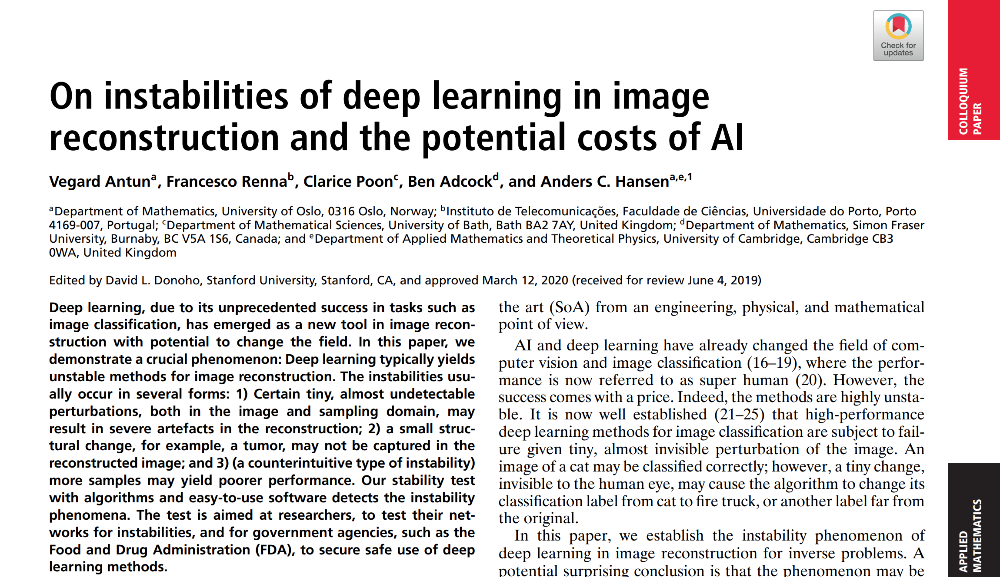 Check for
updates
COLLOQUIUM
PAPER
On instabilities of deep learning in image
reconstruction and the potential costs of AI
Vegard Antunᵃ, Francesco Rennaᵇ, Clarice Poonᶜ, Ben Adcockᵈ, and Anders C. Hansenᵃ,ᵉ,¹
ᵃDepartment of Mathematics, University of Oslo, 0316 Oslo, Norway; ᵇInstituto de Telecomunicações, Faculdade de Ciências, Universidade do Porto, Porto
4169-007, Portugal; ᶜDepartment of Mathematical Sciences, University of Bath, Bath BA2 7AY, United Kingdom; ᵈDepartment of Mathematics, Simon Fraser
University, Burnaby, BC V5A 1S6, Canada; and ᵉDepartment of Applied Mathematics and Theoretical Physics, University of Cambridge, Cambridge CB3
0WA, United Kingdom
Edited by David L. Donoho, Stanford University, Stanford, CA, and approved March 12, 2020 (received for review June 4, 2019)
Deep learning, due to its unprecedented success in tasks such as
image classification, has emerged as a new tool in image recon-
struction with potential to change the field. In this paper, we
demonstrate a crucial phenomenon: Deep learning typically yields
unstable methods for image reconstruction. The instabilities usu-
ally occur in several forms: 1) Certain tiny, almost undetectable
perturbations, both in the image and sampling domain, may
result in severe artefacts in the reconstruction; 2) a small struc-
tural change, for example, a tumor, may not be captured in the
reconstructed image; and 3) (a counterintuitive type of instability)
more samples may yield poorer performance. Our stability test
with algorithms and easy-to-use software detects the instability
phenomena. The test is aimed at researchers, to test their net-
works for instabilities, and for government agencies, such as the
Food and Drug Administration (FDA), to secure safe use of deep
learning methods.
the art (SoA) from an engineering, physical, and mathematical
point of view.
AI and deep learning have already changed the field of com-
puter vision and image classification (16–19), where the perfor-
mance is now referred to as super human (20). However, the
success comes with a price. Indeed, the methods are highly unsta-
ble. It is now well established (21–25) that high-performance
deep learning methods for image classification are subject to fail-
ure given tiny, almost invisible perturbation of the image. An
image of a cat may be classified correctly; however, a tiny change,
invisible to the human eye, may cause the algorithm to change its
classification label from cat to fire truck, or another label far from
the original.
In this paper, we establish the instability phenomenon of
deep learning in image reconstruction for inverse problems. A
potential surprising conclusion is that the phenomenon may be
APPLIED
MATHEMATICS